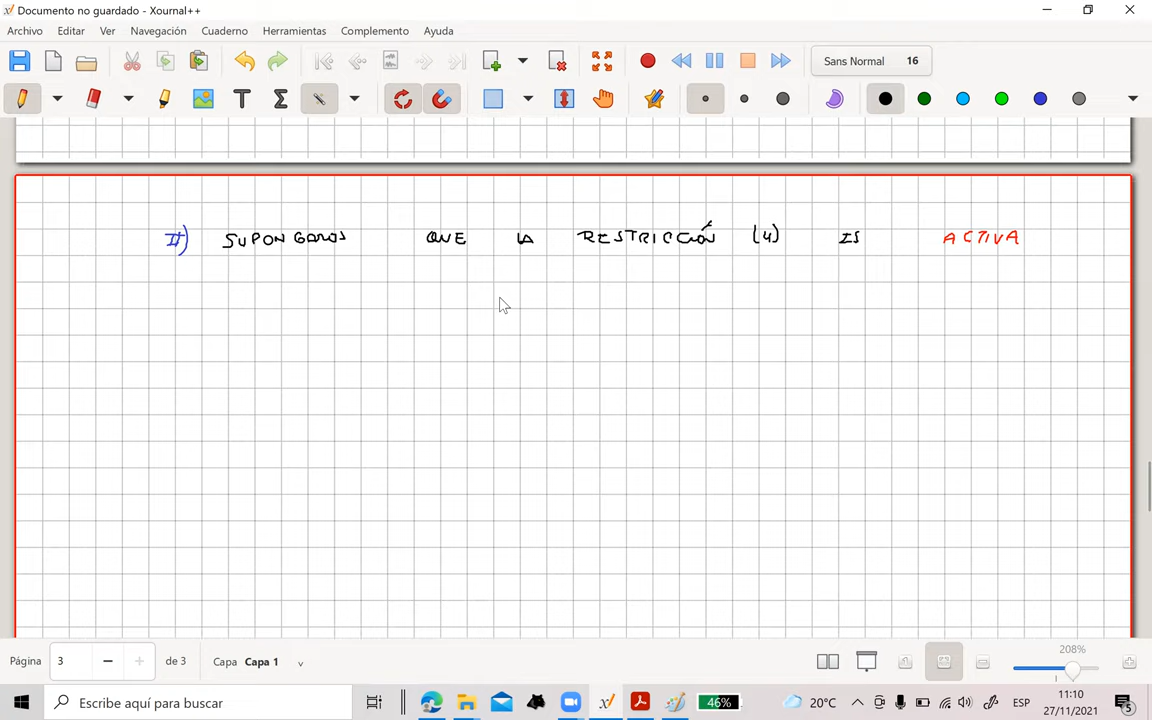 Documento no guardado - Xournal++
Archivo Editar Ver Navegación Cuaderno Herramientas Complemento Ayuda
Sans Normal 16
II) SUPONGAMOS QUE LA RESTRICCIÓN (4) ES ACTIVA
Página 3 de 3 Capa Capa 1 208%
Escribe aquí para buscar 46% 20°C ESP 11:10
27/11/2021 5